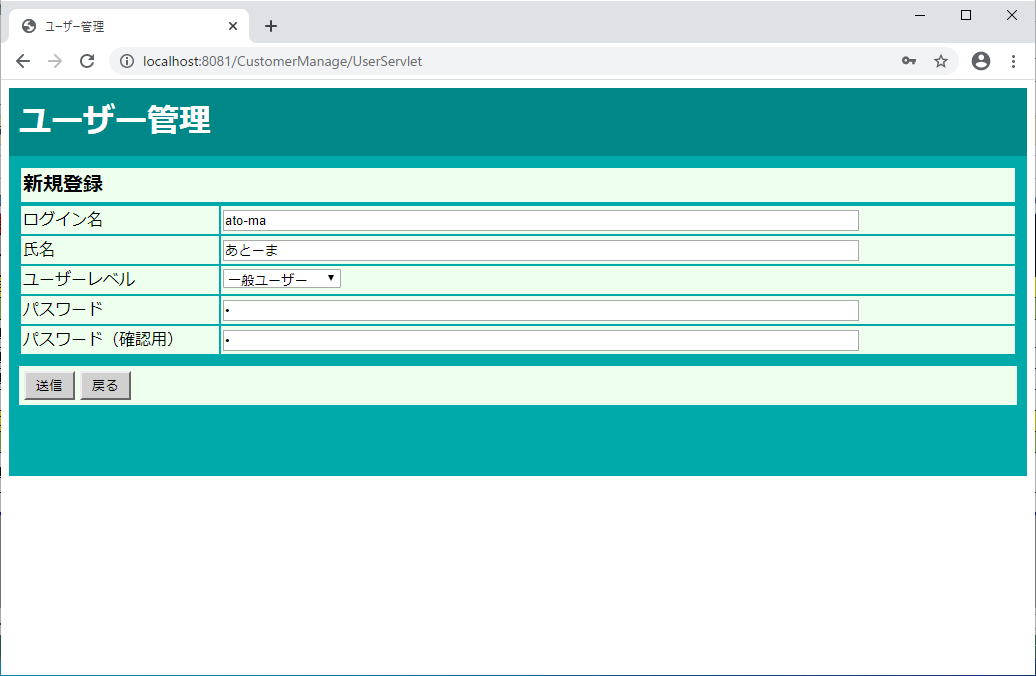 ユーザー管理
localhost:8081/CustomerManage/UserServlet
ユーザー管理
新規登録
ログイン名 ato-ma
氏名 あとーま
ユーザーレベル 一般ユーザー
パスワード •
パスワード（確認用） •
送信 戻る